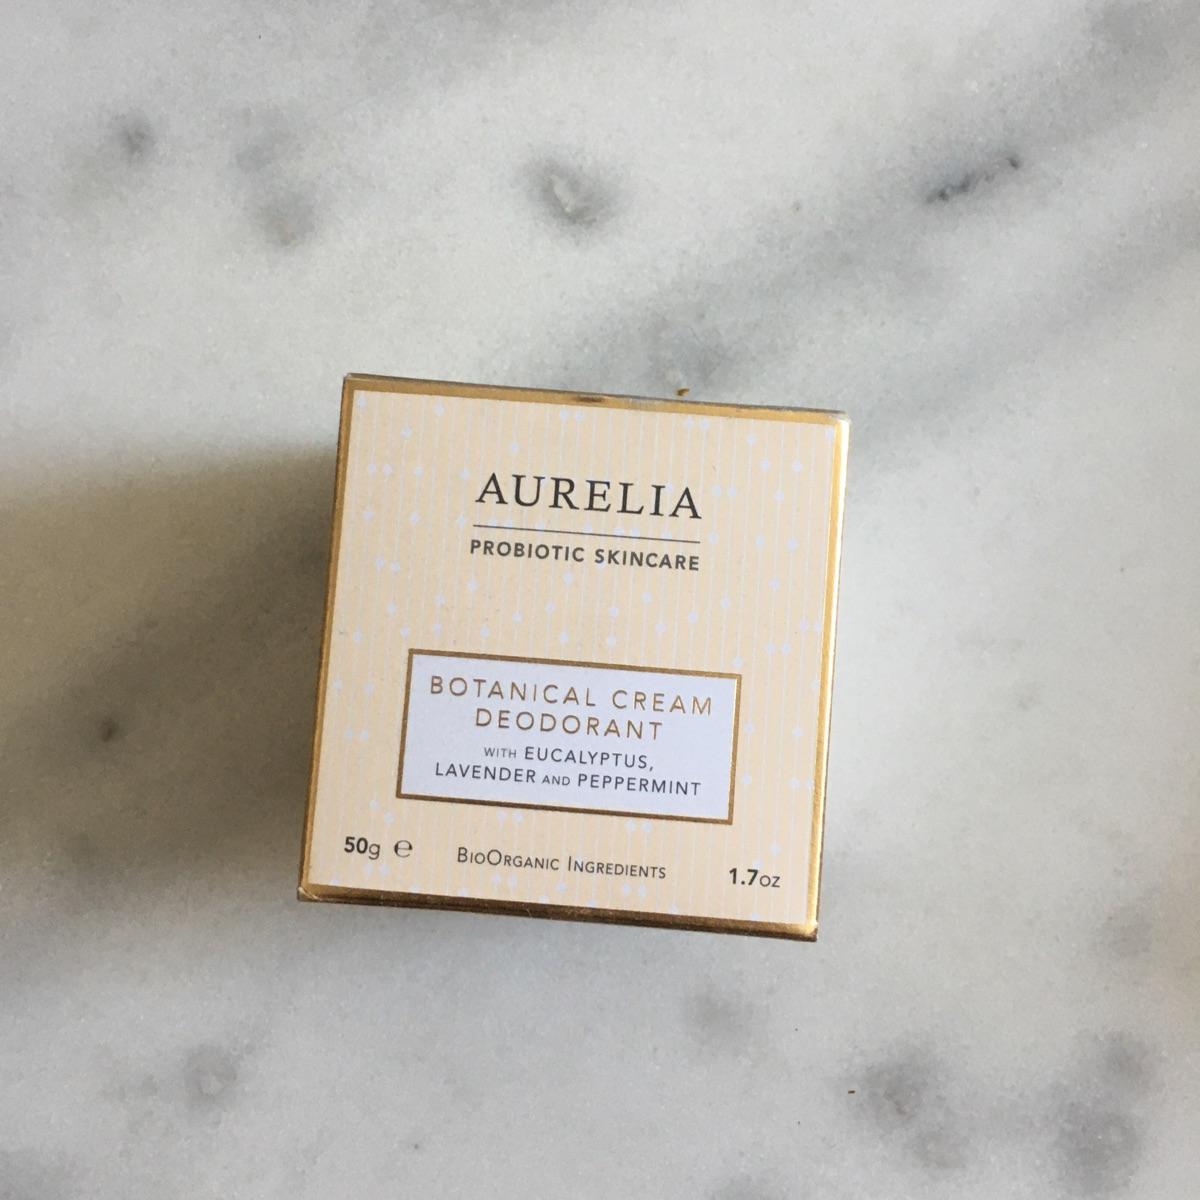 AURELIA
PROBIOTIC SKINCARE
BOTANICAL CREAM
DEODORANT
WITH EUCALYPTUS,
LAVENDER AND PEPPERMINT
50g ℮
BIOORGANIC INGREDIENTS
1.7OZ